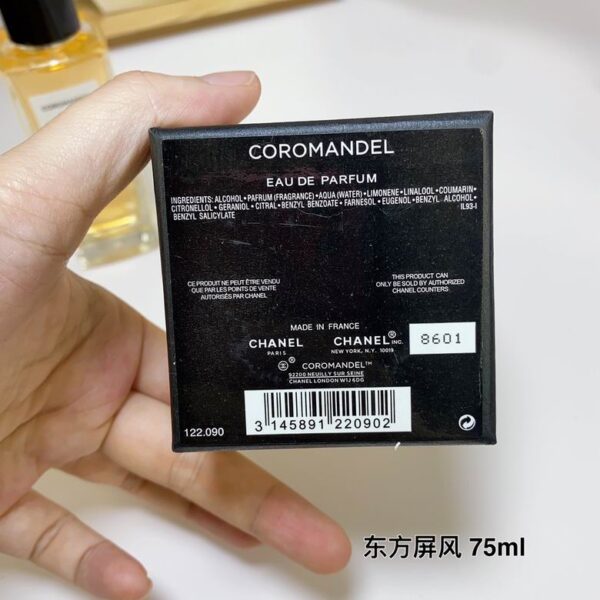 COROMANDEL
EAU DE PARFUM
INGREDIENTS: ALCOHOL•PAFRUM (FRAGRANCE)•AQUA (WATER)•LIMONENE•LINALOOL•COUMARIN•
CITRONELLOL•GERANIOL•CITRAL•BENZYL BENZOATE•FARNESOL•EUGENOL•BENZYL ALCOHOL•
BENZYL SALICYLATE
IL93-I
CE PRODUIT NE PEUT ÊTRE VENDU
QUE PAR LES POINTS DE VENTE
AUTORISÉS PAR CHANEL
THIS PRODUCT CAN
ONLY BE SOLD BY AUTHORIZED
CHANEL COUNTERS
MADE IN FRANCE
CHANEL
PARIS
CHANEL® INC.
NEW YORK, N.Y. 10019
8601
®
COROMANDEL™
92200 NEUILLY SUR SEINE
CHANEL LONDON W1J 6DG
122.090
3 145891 220902
东方屏风 75ml